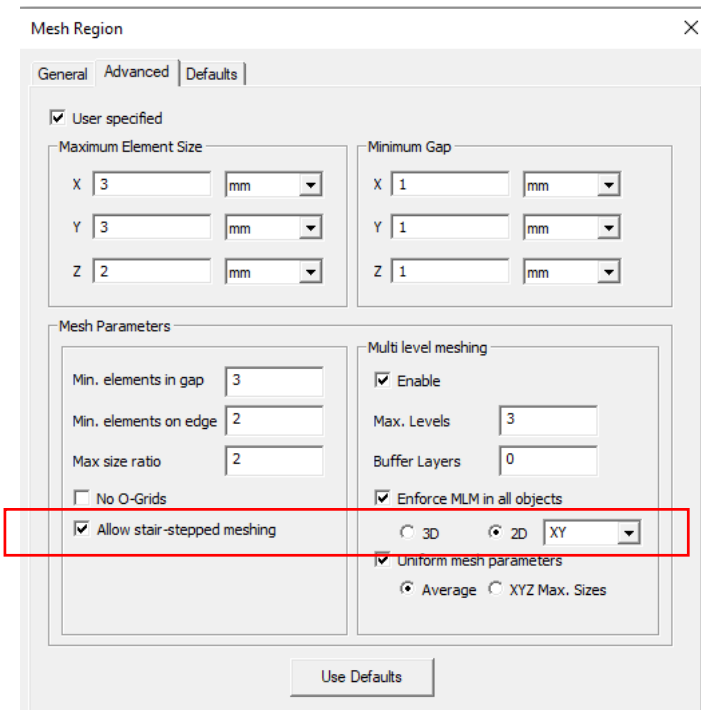 Mesh Region
General Advanced Defaults
User specified
Maximum Element Size
X 3 mm
Y 3 mm
Z 2 mm
Minimum Gap
X 1 mm
Y 1 mm
Z 1 mm
Mesh Parameters
Min. elements in gap 3
Min. elements on edge 2
Max size ratio 2
No O-Grids
Allow stair-stepped meshing
Multi level meshing
Enable
Max. Levels 3
Buffer Layers 0
Enforce MLM in all objects
3D 2D XY
Uniform mesh parameters
Average XYZ Max. Sizes
Use Defaults